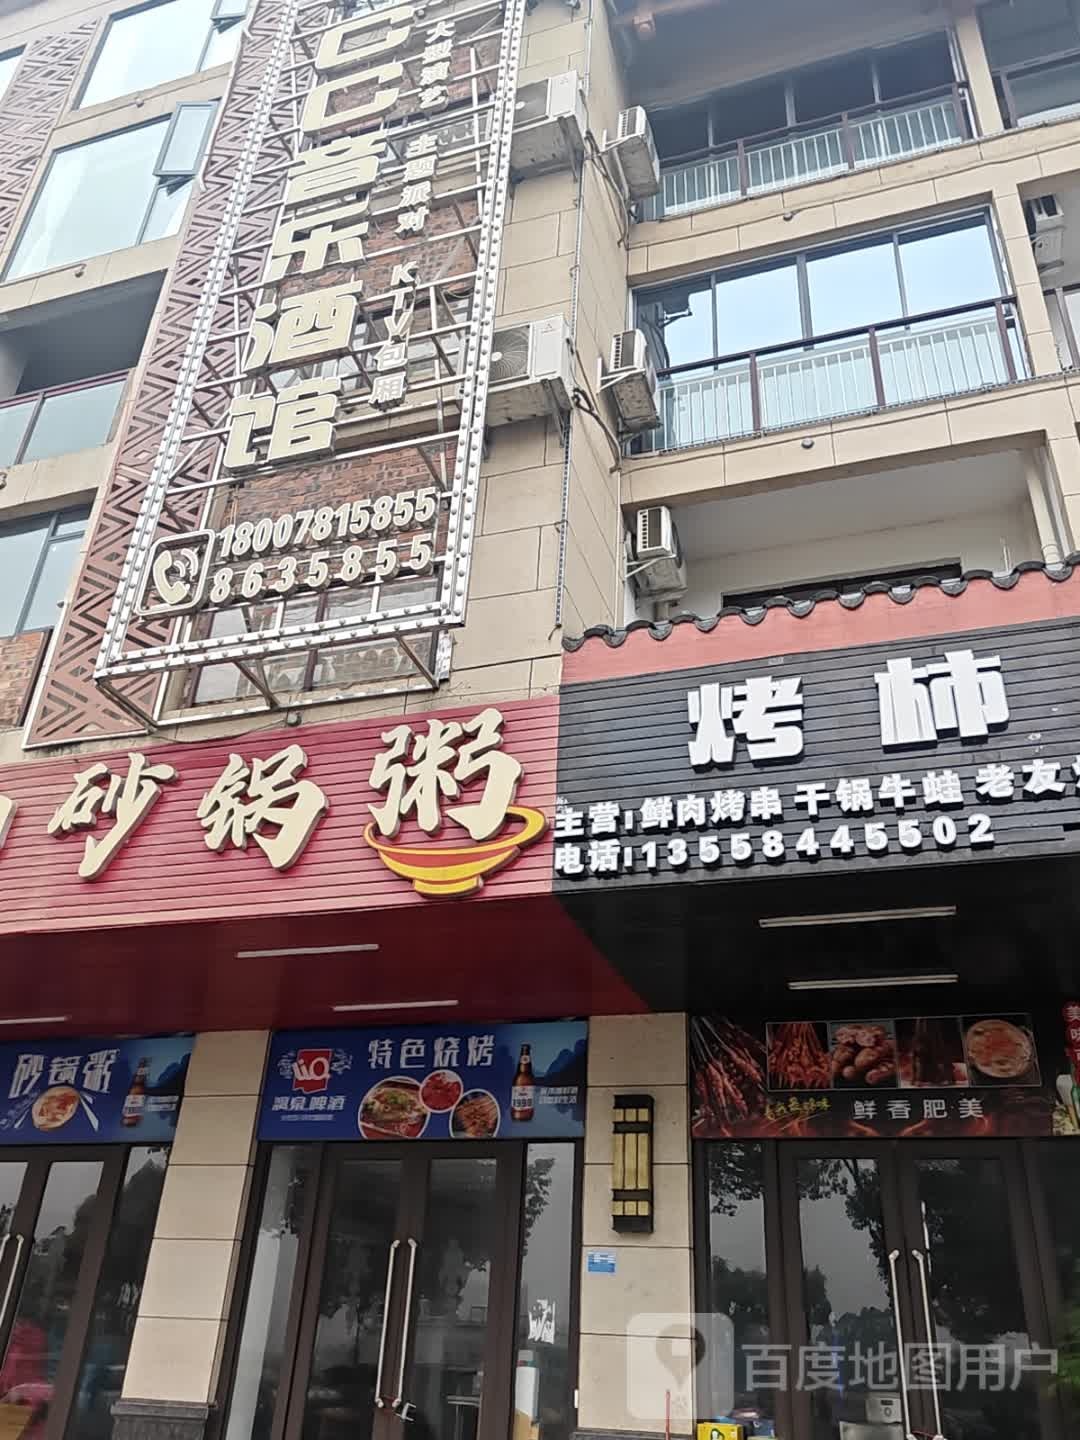 CC音乐酒馆
大型演艺 主题派对 KTV包厢
18007815855
8635855
砂锅粥
烤柿
主营:鲜肉烤串 干锅牛蛙 老友
电话:13558445502
砂锅粥
特色烧烤
漓泉啤酒
1998
鲜香肥美
美味
百度地图用户